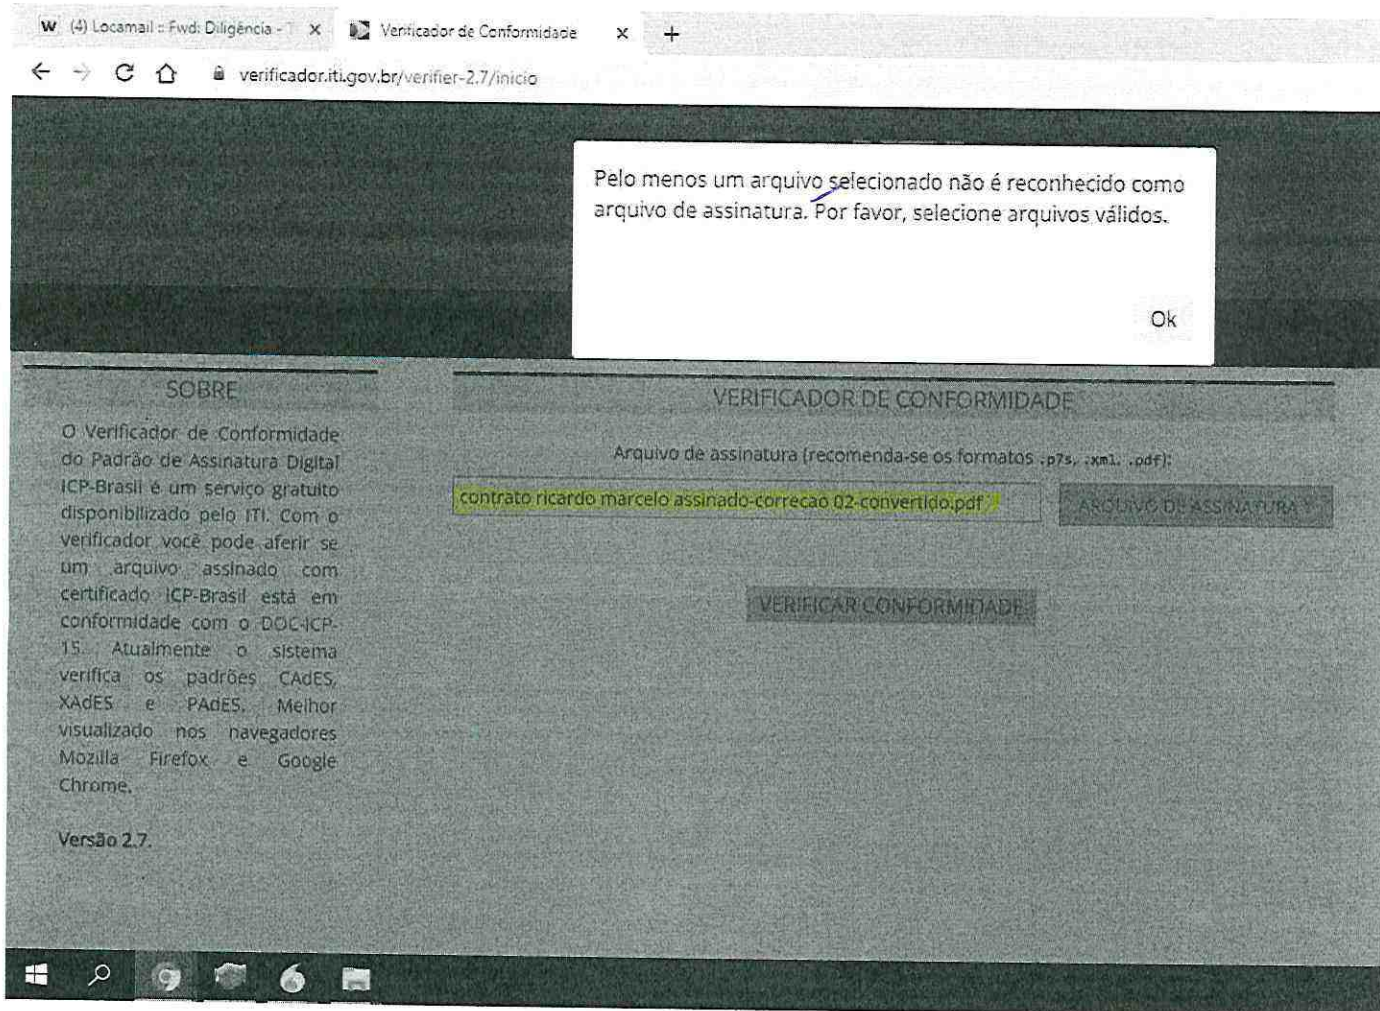 W (4) Locamail :: Fwd: Diligência - T x Verificador de Conformidade x +
verificador.iti.gov.br/verifier-2.7/inicio
Pelo menos um arquivo selecionado não é reconhecido como
arquivo de assinatura. Por favor, selecione arquivos válidos.
Ok
SOBRE
O Verificador de Conformidade
do Padrão de Assinatura Digital
ICP-Brasil é um serviço gratuito
disponibilizado pelo ITI. Com o
verificador você pode aferir se
um arquivo assinado com
certificado ICP-Brasil está em
conformidade com o DOC-ICP-
15. Atualmente o sistema
verifica os padrões CAdES,
XAdES e PAdES. Melhor
visualizado nos navegadores
Mozilla Firefox e Google
Chrome.
Versão 2.7.
VERIFICADOR DE CONFORMIDADE
Arquivo de assinatura (recomenda-se os formatos .p7s, .xml, .pdf):
contrato ricardo marcelo assinado-correcao 02-convertido.pdf
ARQUIVO DE ASSINATURA
VERIFICAR CONFORMIDADE